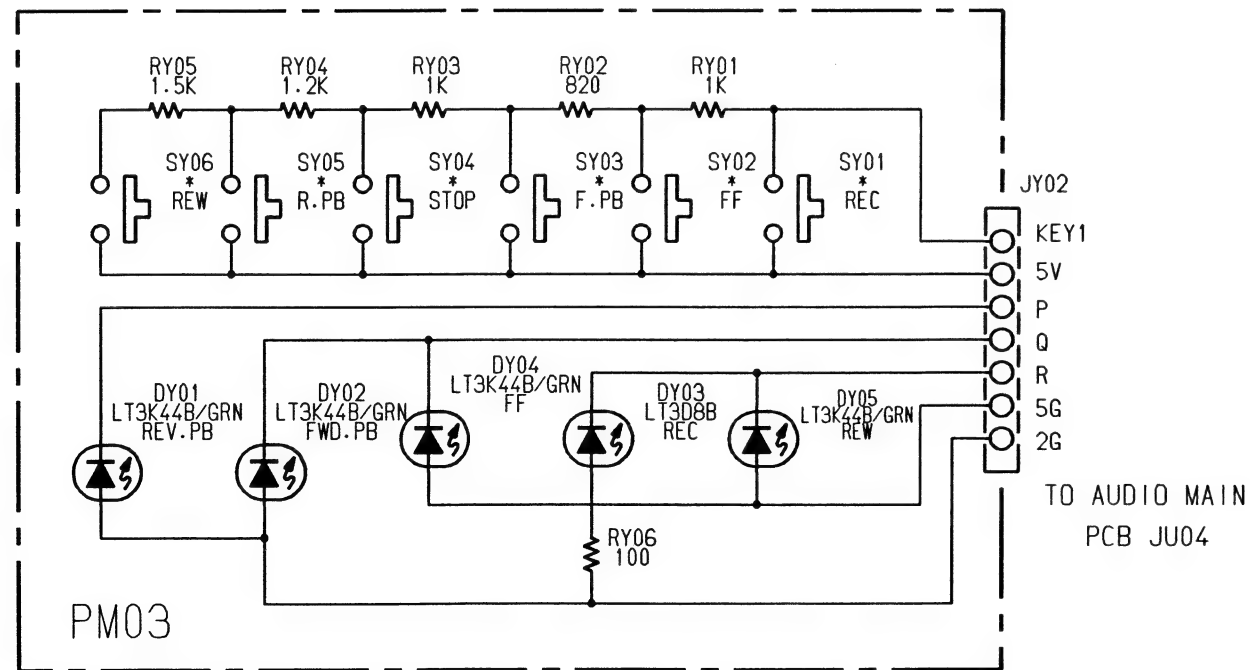 RY05
1.5K
RY04
1.2K
RY03
1K
RY02
820
RY01
1K
SY06
*
REW
SY05
*
R.PB
SY04
*
STOP
SY03
*
F.PB
SY02
*
FF
SY01
*
REC
JY02
KEY1
5V
P
Q
R
5G
2G
DY01
LT3K44B/GRN
REV.PB
DY02
LT3K44B/GRN
FWD.PB
DY04
LT3K44B/GRN
FF
DY03
LT3D8B
REC
DY05
LT3K44B/GRN
REW
RY06
100
TO AUDIO MAIN
PCB JU04
PM03